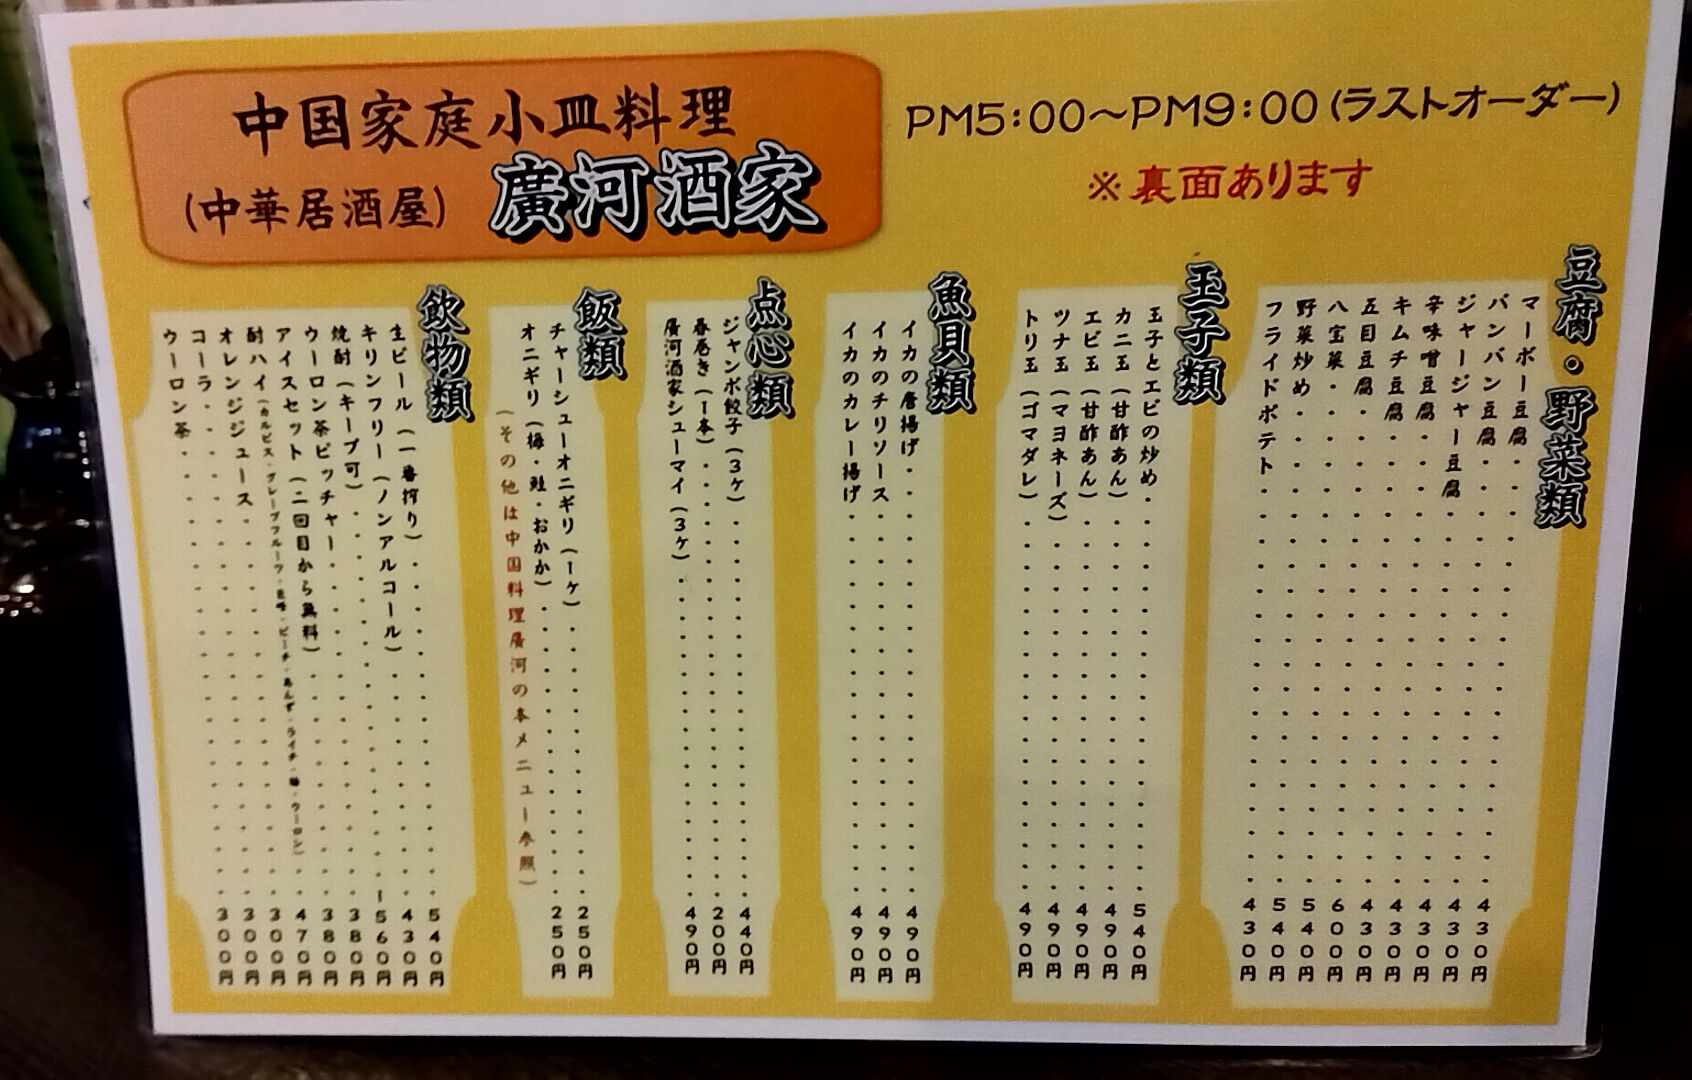 中国家庭小皿料理
(中華居酒屋) 廣河酒家
PM5:00～PM9:00(ラストオーダー)
※裏面あります
豆腐・野菜類
マーボー豆腐・・・430円
バンバン豆腐・・・430円
ジャージャー豆腐・・・430円
辛味噌豆腐・・・430円
キムチ豆腐・・・430円
五目豆腐・・・600円
八宝菜・・・540円
野菜炒め・・・540円
フライドポテト・・・430円
玉子類
玉子とエビの炒め・・・540円
カニ玉(甘酢あん)・・・490円
エビ玉(甘酢あん)・・・490円
ツナ玉(マヨネーズ)・・・490円
トリ玉(ゴマダレ)・・・490円
魚貝類
イカの唐揚げ・・・490円
イカのチリソース・・・490円
イカのカレー揚げ・・・490円
点心類
ジャンボ餃子(3ヶ)・・・440円
春巻き(1本)・・・200円
廣河酒家シューマイ(3ヶ)・・・490円
飯類
チャーシューオニギリ(1ヶ)・・・250円
オニギリ(梅・鮭・おかか)・・・250円
(その他は中国料理廣河の本メニュー参照)
飲物類
生ビール(一番搾り)・・・540円
キリンフリー(ノンアルコール)・・・430円
焼酎(キープ可)・・・1560円
ウーロン茶ピッチャー・・・380円
アイスセット(二回目から無料)・・・380円
酎ハイ(カルピス・グレープフルーツ・巨峰・ピーチ・あんず・ライチ・梅・ウーロン)・・・470円
オレンジジュース・・・300円
コーラ・・・300円
ウーロン茶・・・300円